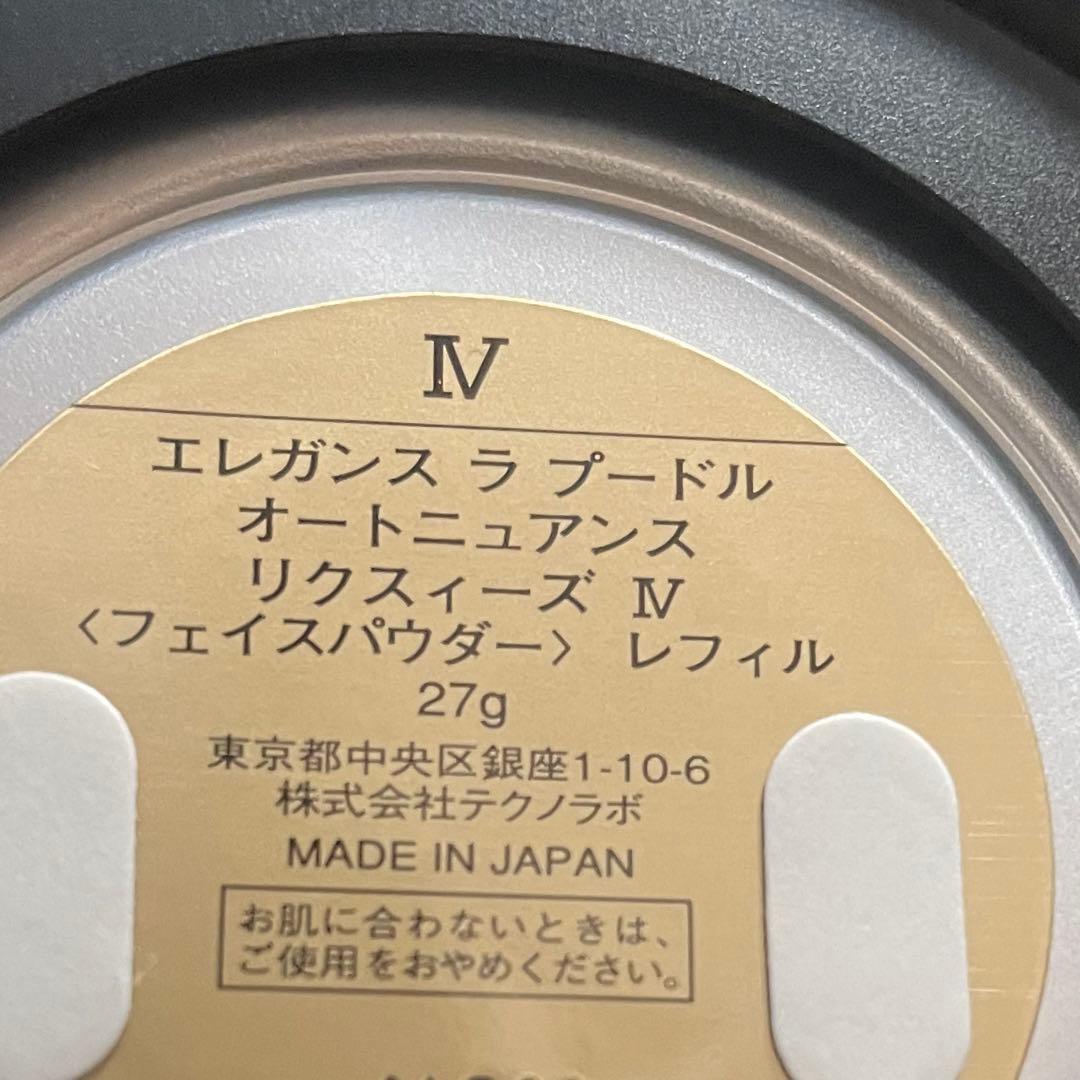 Ⅳ
エレガンス ラ プードル
オートニュアンス
リクスィーズ Ⅳ
〈フェイスパウダー〉 レフィル
27g
東京都中央区銀座1-10-6
株式会社テクノラボ
MADE IN JAPAN
お肌に合わないときは、
ご使用をおやめください。